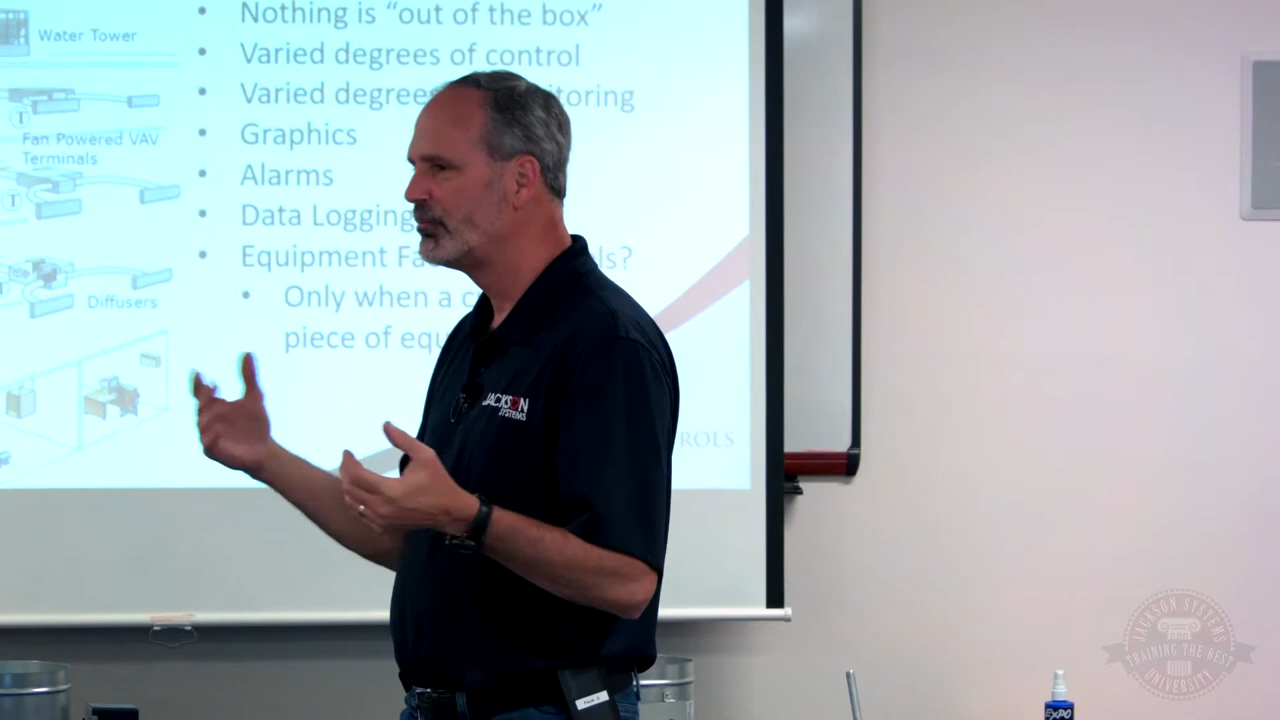 Water Tower
T
Fan Powered VAV
Terminals
T
Diffusers
• Nothing is “out of the box”
• Varied degrees of control
• Varied degrees itoring
• Graphics
• Alarms
• Data Logging
• Equipment Fa ls?
• Only when a c
piece of equ
ROLS
JACKSON
SYSTEMS
JACKSON SYSTEMS
TRAINING THE BEST
UNIVERSITY
EXPO